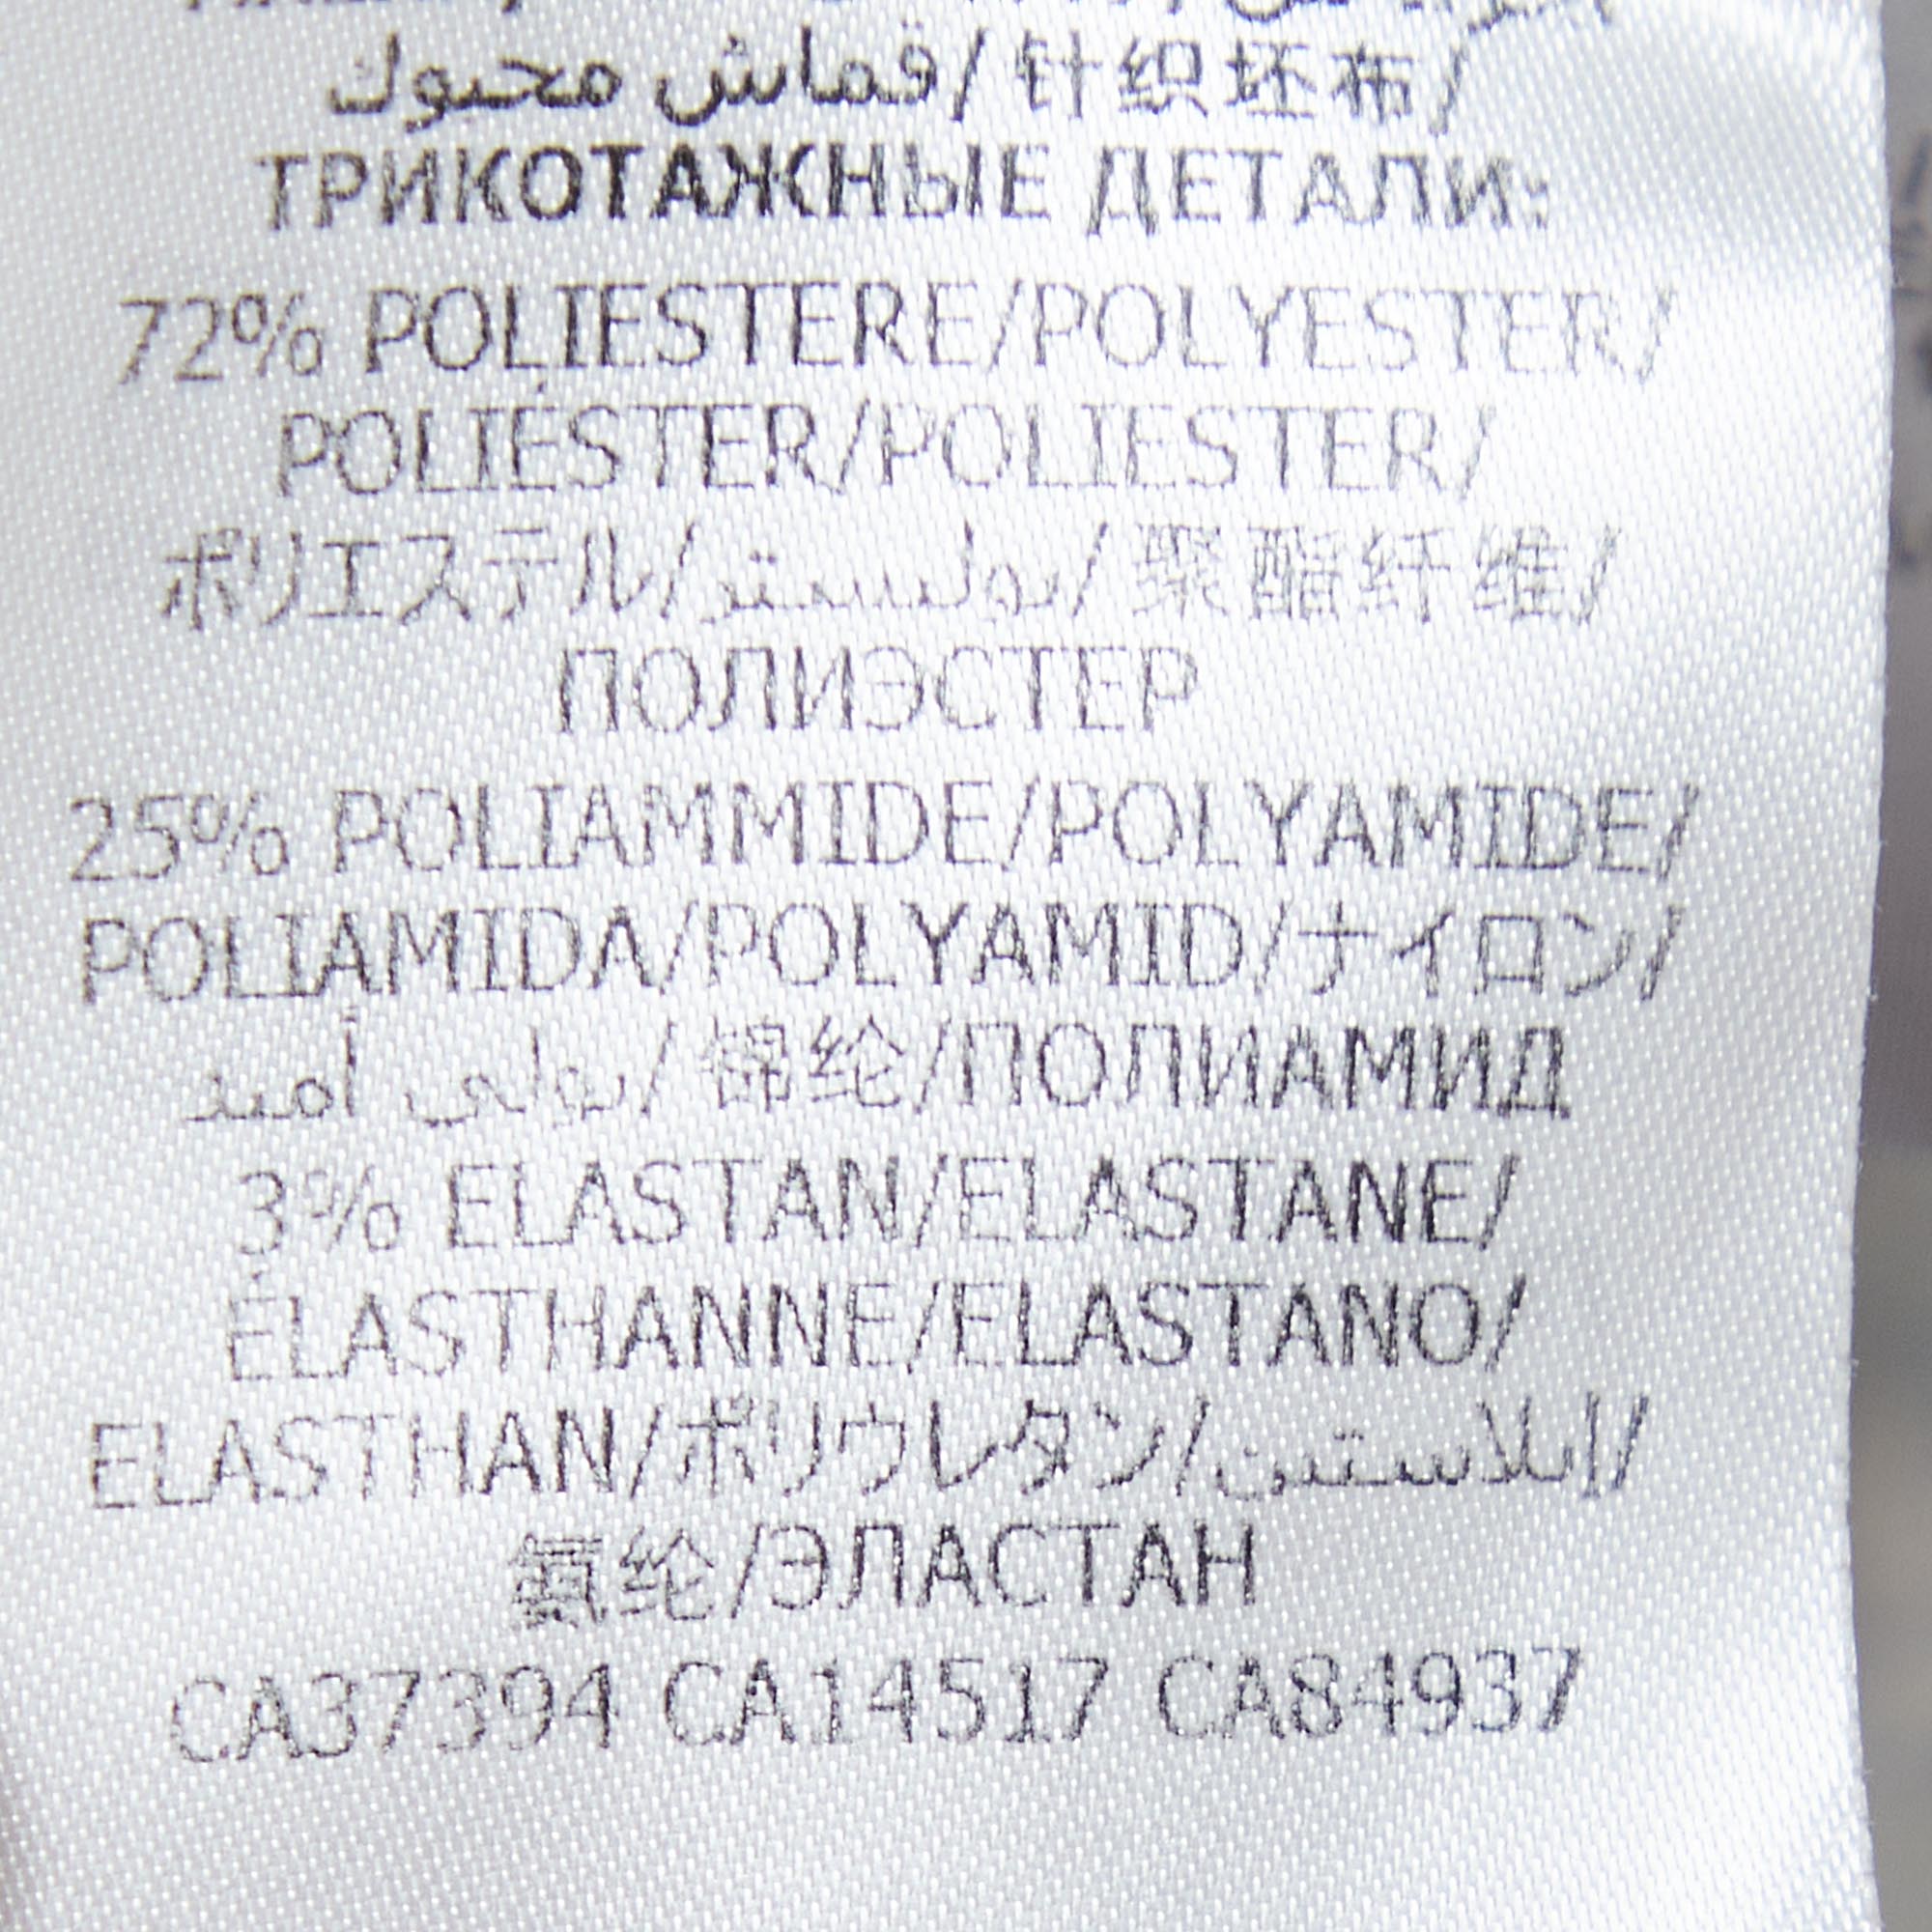 قماش محبوك/针织坯布/
ТРИКОТАЖНЫЕ ДЕТАЛИ:
72% POLIESTERE/POLYESTER/
POLIÉSTER/POLIESTER/
ポリエステル/بوليستر/聚酯纤维/
ПОЛИЭСТЕР
25% POLIAMMIDE/POLYAMIDE/
POLIAMIDA/POLYAMID/ナイロン/
بولي أميد/锦纶/ПОЛИАМИД
3% ELASTAN/ELASTANE/
ÉLASTHANNE/ELASTANO/
ELASTHAN/ポリウレタン/إيلاستين/
氨纶/ЭЛАСТАН
CA37394 CA14517 CA84937